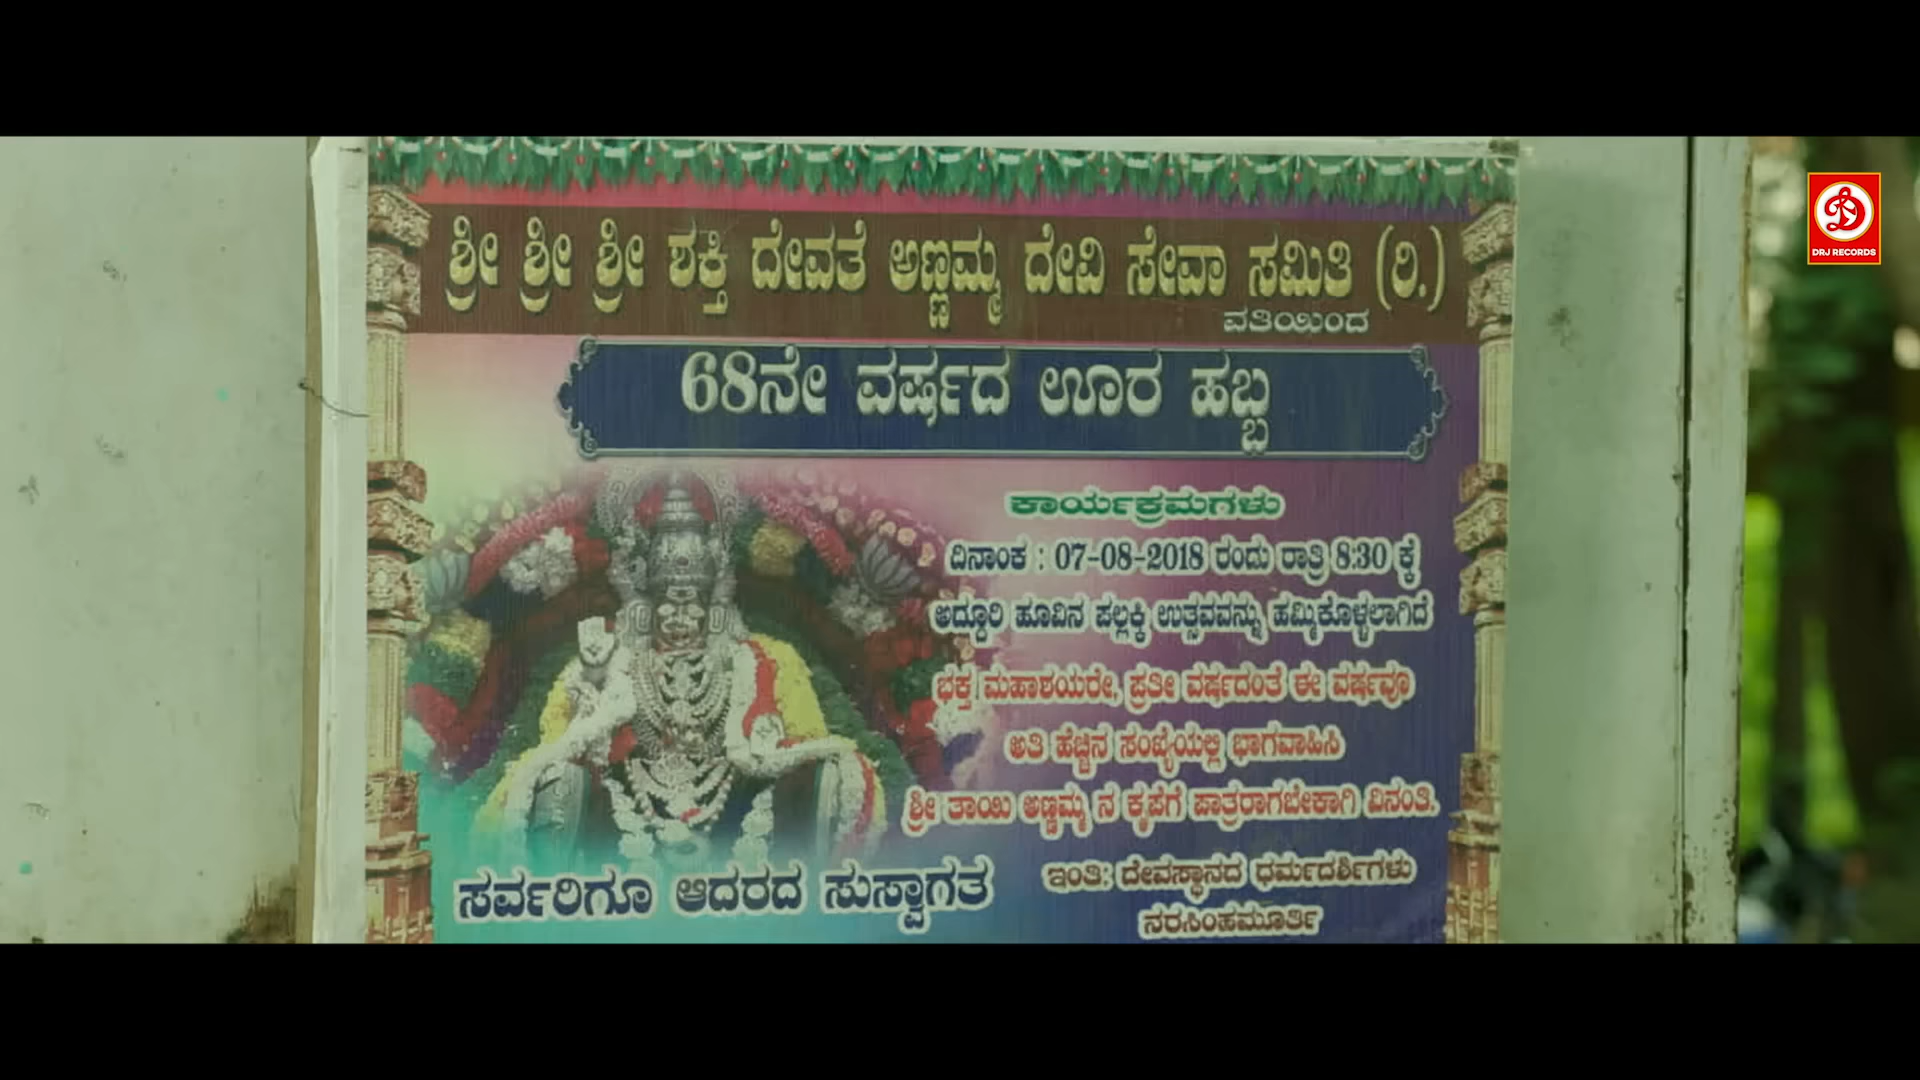 ಶ್ರೀ ಶ್ರೀ ಶ್ರೀ ಶಕ್ತಿ ದೇವತೆ ಅಣ್ಣಮ್ಮ ದೇವಿ ಸೇವಾ ಸಮಿತಿ (ರಿ.)
ವತಿಯಿಂದ
68ನೇ ವರ್ಷದ ಊರ ಹಬ್ಬ
ಕಾರ್ಯಕ್ರಮಗಳು
ದಿನಾಂಕ : 07-08-2018 ರಂದು ರಾತ್ರಿ 8:30 ಕ್ಕೆ
ಅದ್ದೂರಿ ಹೂವಿನ ಪಲ್ಲಕ್ಕಿ ಉತ್ಸವವನ್ನು ಹಮ್ಮಿಕೊಳ್ಳಲಾಗಿದೆ
ಭಕ್ತ ಮಹಾಶಯರೇ, ಪ್ರತೀ ವರ್ಷದಂತೆ ಈ ವರ್ಷವೂ
ಅತಿ ಹೆಚ್ಚಿನ ಸಂಖ್ಯೆಯಲ್ಲಿ ಭಾಗವಾಹಿಸಿ
ಶ್ರೀ ತಾಯಿ ಅಣ್ಣಮ್ಮ ನ ಕೃಪೆಗೆ ಪಾತ್ರರಾಗಬೇಕಾಗಿ ವಿನಂತಿ.
ಸರ್ವರಿಗೂ ಆದರದ ಸುಸ್ವಾಗತ
ಇಂತಿ: ದೇವಸ್ಥಾನದ ಧರ್ಮದರ್ಶಿಗಳು
ನರಸಿಂಹಮೂರ್ತಿ
DRJ RECORDS